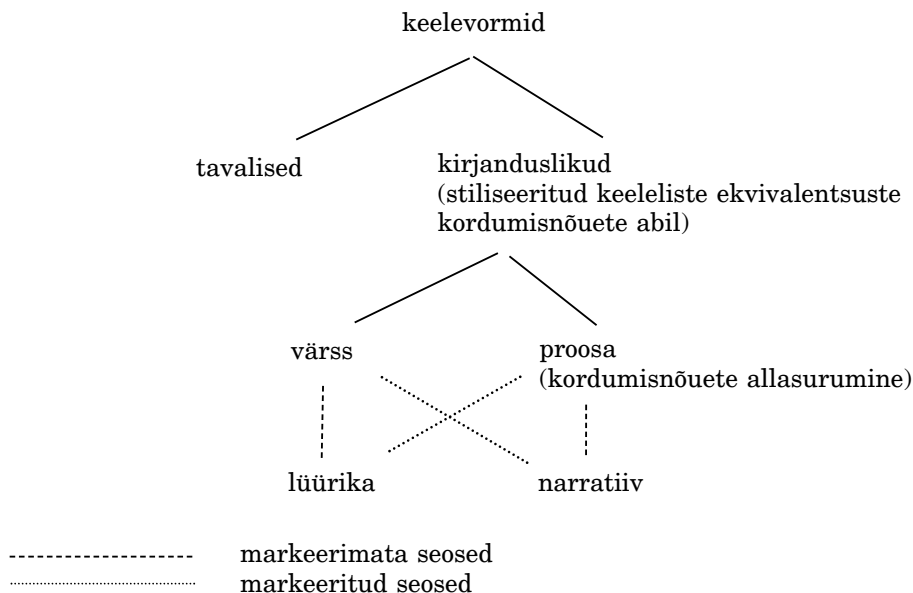 keelevormid
tavalised
kirjanduslikud
(stiliseeritud keeleliste ekvivalentsuste
kordumisnõuete abil)
värss
proosa
(kordumisnõuete allasurumine)
lüürika
narratiiv
markeerimata seosed
markeeritud seosed